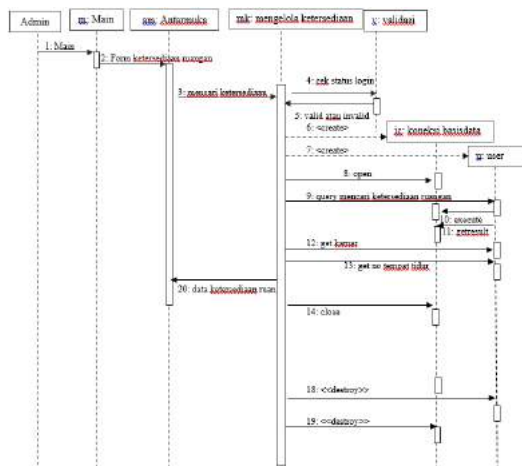 Admin
m: Main
Antarmuka
mk: mengelola ketersediaan
v: validasi
1: Main
2: Form ketersediaan ruangan
3: mencari ketersediaan
4: cek status login
5: valid atau invalid
6: <create>
koneksi basisdata
7: <create>
user
8: open
9: query mencari ketersediaan ruangan
10: execute
11: getresult
12: get kamar
13: get no tempat tidur
20: data ketersediaan ruan
14: close
18: <<destroy>>
19: <<destroy>>